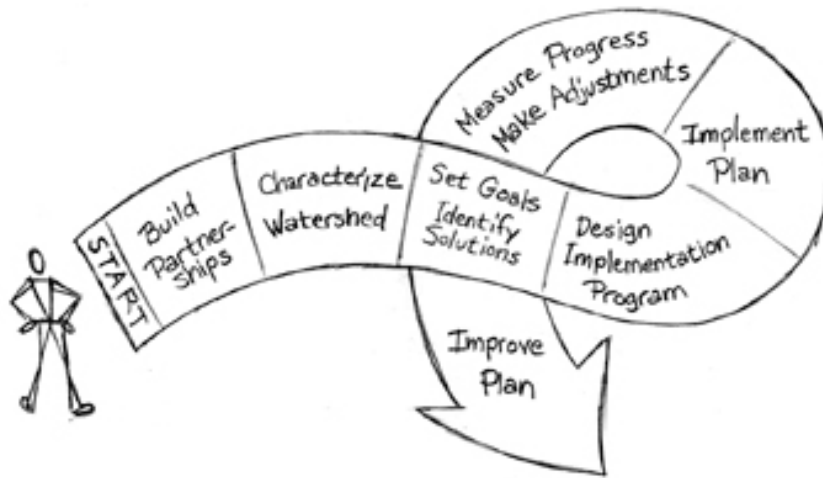 START
Build
Partner-
ships
Characterize
Watershed
Set Goals
Identify
Solutions
Design
Implementation
Program
Implement
Plan
Measure Progress
Make Adjustments
Improve
Plan